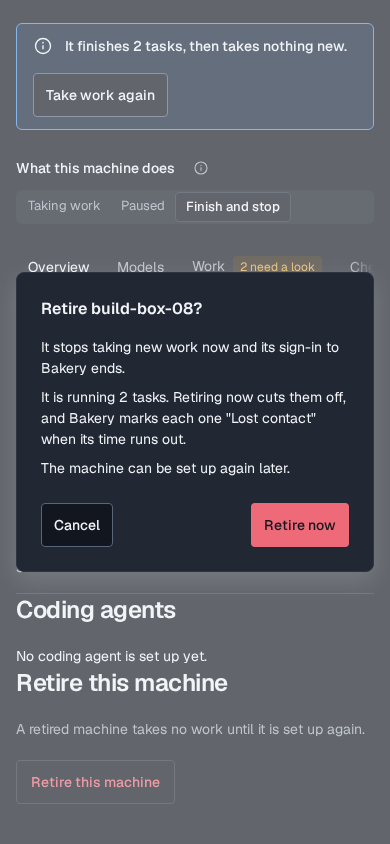 It finishes 2 tasks, then takes nothing new.
Take work again
What this machine does
Taking work Paused Finish and stop
Overview Models Work 2 need a look
Retire build-box-08?
It stops taking new work now and its sign-in to
Bakery ends.
It is running 2 tasks. Retiring now cuts them off,
and Bakery marks each one "Lost contact"
when its time runs out.
The machine can be set up again later.
Cancel Retire now
Coding agents
No coding agent is set up yet.
Retire this machine
A retired machine takes no work until it is set up again.
Retire this machine